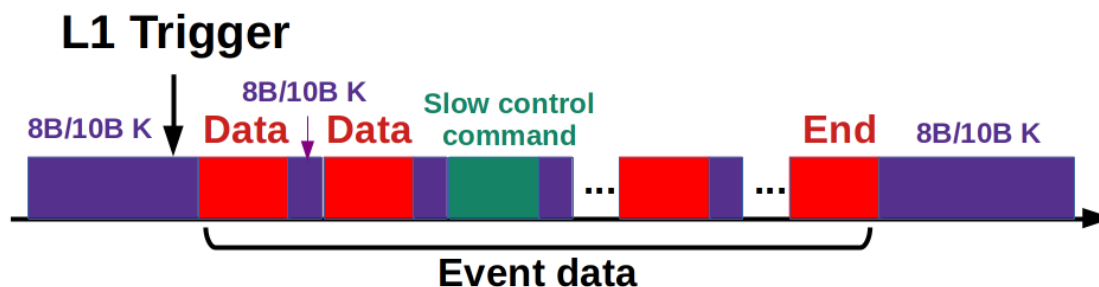 L1 Trigger
8B/10B K
8B/10B K
Data
Data
Slow control
command
End
8B/10B K
...
...
Event data